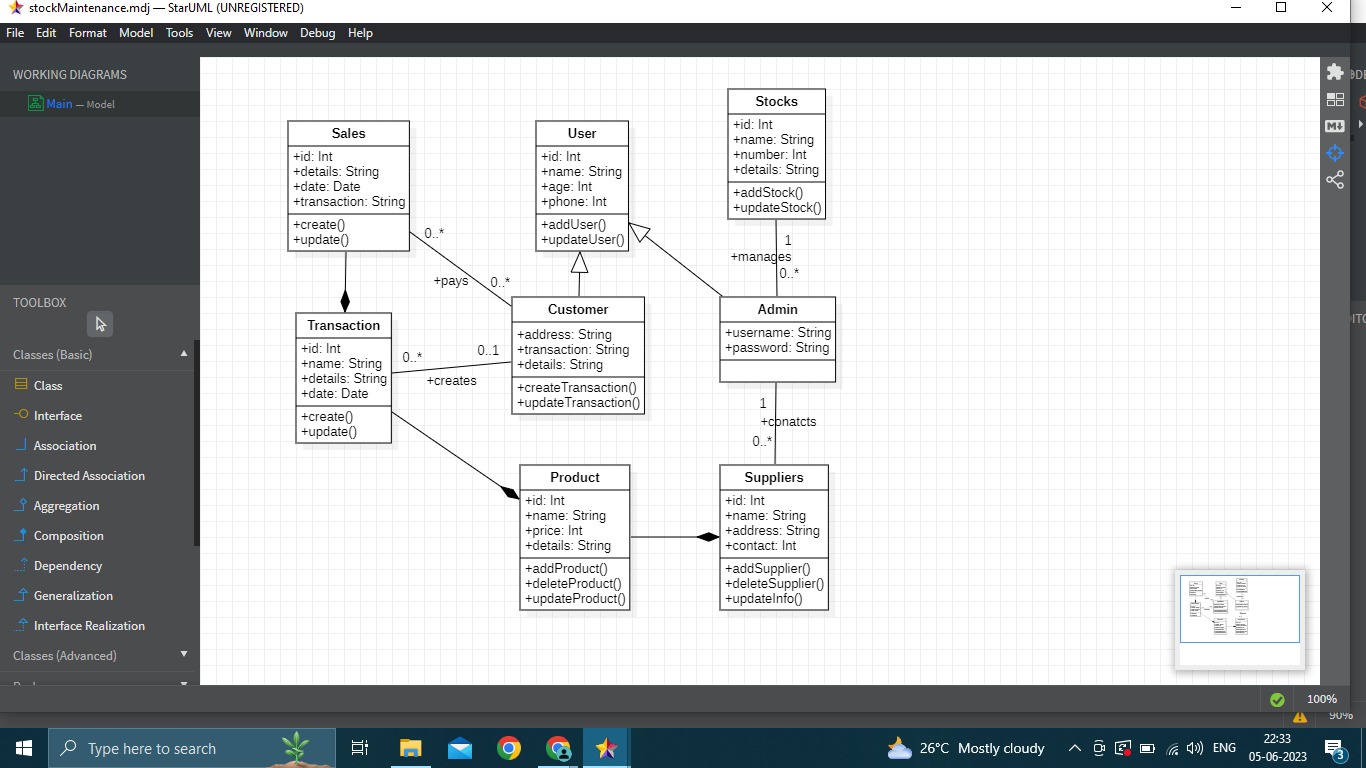 stockMaintenance.mdj — StarUML (UNREGISTERED)
File Edit Format Model Tools View Window Debug Help
WORKING DIAGRAMS
Main — Model
TOOLBOX
Classes (Basic)
Class
Interface
Association
Directed Association
Aggregation
Composition
Dependency
Generalization
Interface Realization
Classes (Advanced)
Sales
+id: Int
+details: String
+date: Date
+transaction: String
+create()
+update()
User
+id: Int
+name: String
+age: Int
+phone: Int
+addUser()
+updateUser()
Stocks
+id: Int
+name: String
+number: Int
+details: String
+addStock()
+updateStock()
0..*
+pays
0..*
1
+manages
0..*
Transaction
+id: Int
+name: String
+details: String
+date: Date
+create()
+update()
0..*
0..1
+creates
Customer
+address: String
+transaction: String
+details: String
+createTransaction()
+updateTransaction()
Admin
+username: String
+password: String
1
+conatcts
0..*
Product
+id: Int
+name: String
+price: Int
+details: String
+addProduct()
+deleteProduct()
+updateProduct()
Suppliers
+id: Int
+name: String
+address: String
+contact: Int
+addSupplier()
+deleteSupplier()
+updateInfo()
M
100%
90%
Type here to search
26°C Mostly cloudy
ENG
22:33
05-06-2023
3